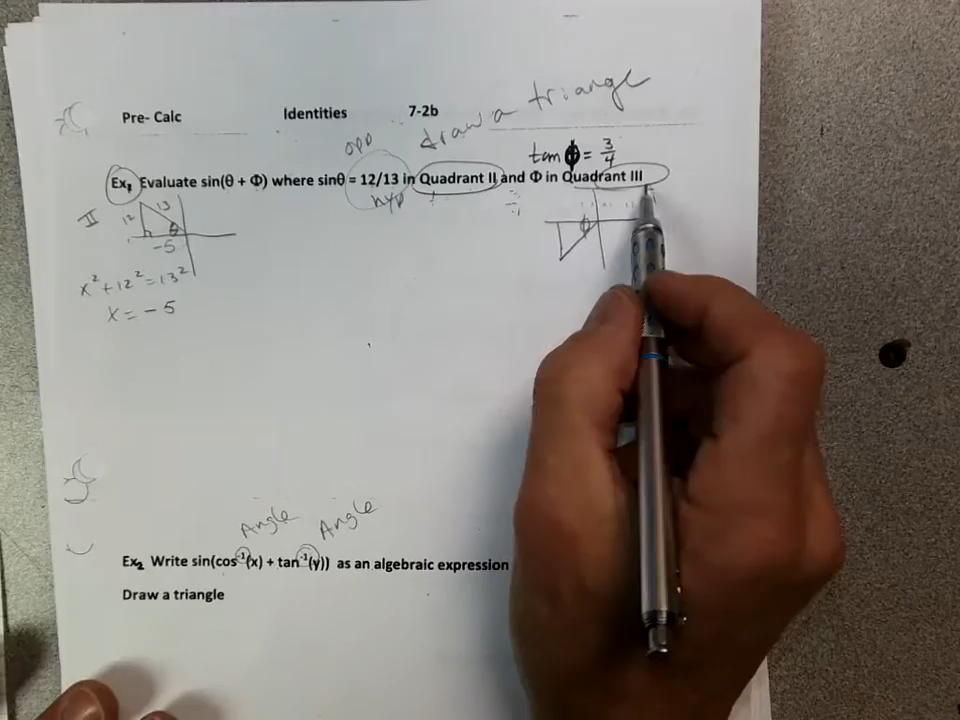 draw a triangle
Pre- Calc Identities 7-2b
opp
tanΦ = 3/4
Ex1 Evaluate sin(θ + Φ) where sinθ = 12/13 in Quadrant II and Φ in Quadrant III
hyp
II
12 13
θ
-5
Φ
x² + 12² = 13²
x = -5
Angle Angle
Ex2 Write sin(cos⁻¹(x) + tan⁻¹(y)) as an algebraic expression
Draw a triangle